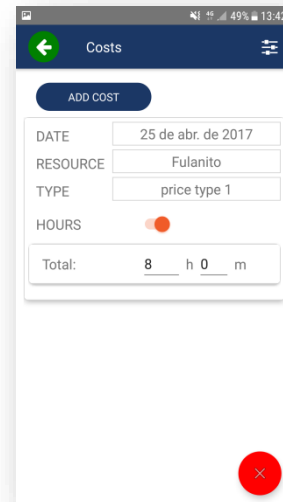 49% 13:42
Costs
ADD COST
DATE 25 de abr. de 2017
RESOURCE Fulanito
TYPE price type 1
HOURS
Total: 8 h 0 m